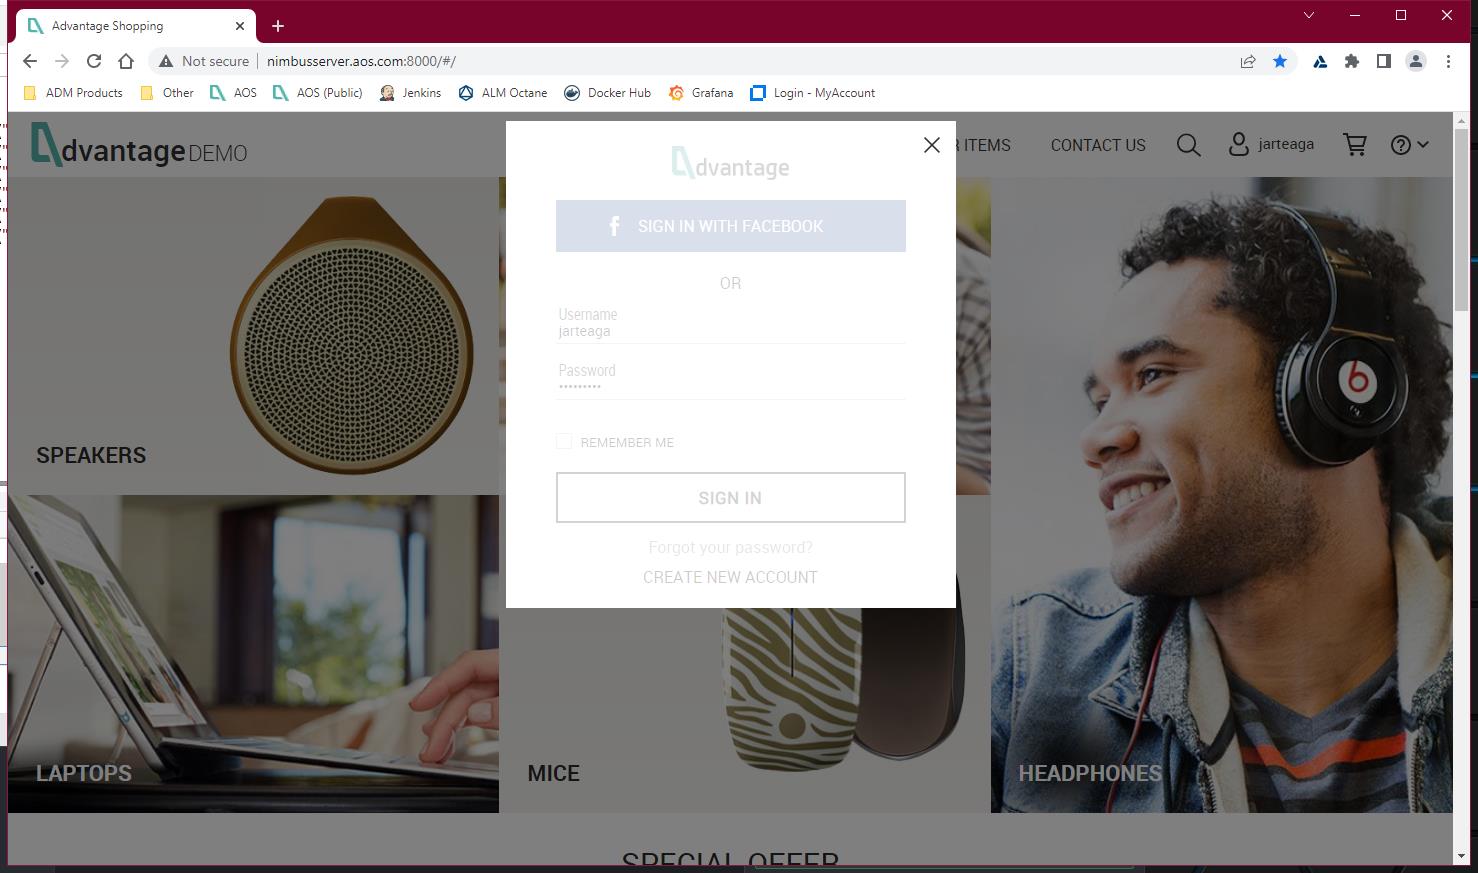 Advantage Shopping
Not secure
nimbusserver.aos.com:8000/#/
ADM Products
Other
AOS
AOS (Public)
Jenkins
ALM Octane
Docker Hub
Grafana
Login - MyAccount
dvantage DEMO
R ITEMS
CONTACT US
jarteaga
dvantage
f SIGN IN WITH FACEBOOK
OR
Username
jarteaga
Password
•••••••••
REMEMBER ME
SIGN IN
Forgot your password?
CREATE NEW ACCOUNT
SPEAKERS
b
LAPTOPS
MICE
HEADPHONES
SPECIAL OFFER